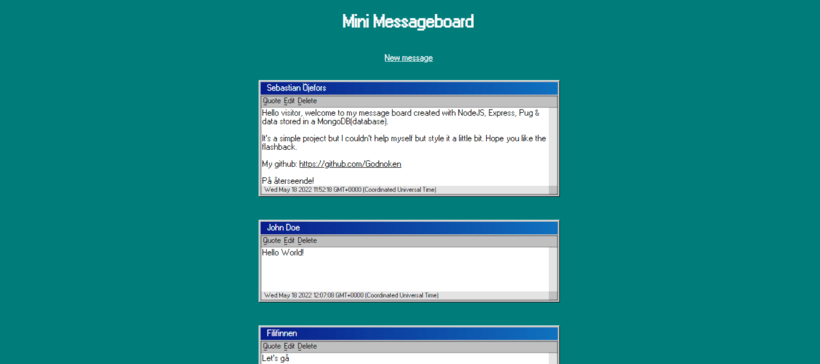 Mini Messageboard
New message
Sebastian Djefors
Quote Edit Delete
Hello visitor, welcome to my message board created with NodeJS, Express, Pug &
data stored in a MongoDB(database).
It's a simple project but I couldn't help myself but style it a little bit. Hope you like the
flashback.
My github: https://github.com/Godnoken
På återseende!
Wed May 18 2022 11:52:18 GMT+0000 (Coordinated Universal Time)
John Doe
Quote Edit Delete
Hello World!
Wed May 18 2022 12:07:08 GMT+0000 (Coordinated Universal Time)
Filifinnen
Quote Edit Delete
Let's gå